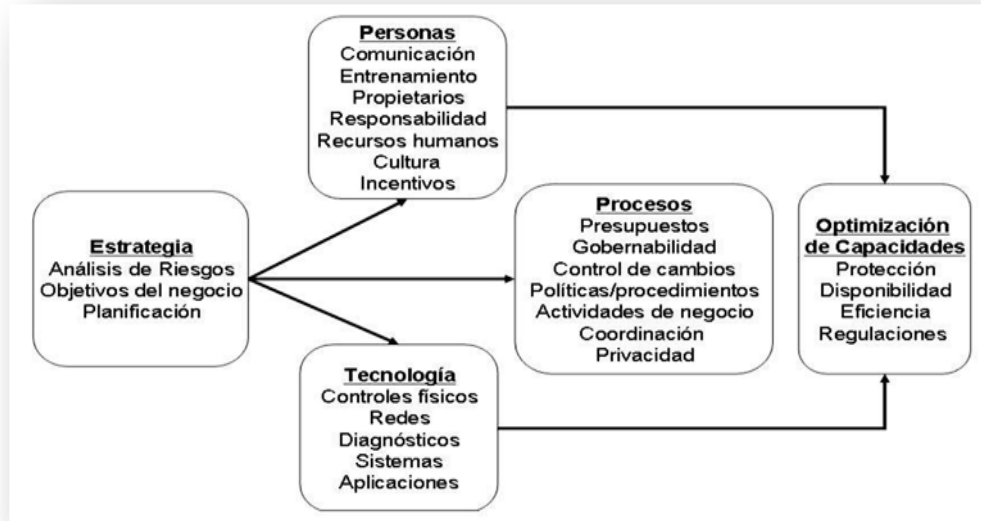 Personas
Comunicación
Entrenamiento
Propietarios
Responsabilidad
Recursos humanos
Cultura
Incentivos
Estrategia
Análisis de Riesgos
Objetivos del negocio
Planificación
Procesos
Presupuestos
Gobernabilidad
Control de cambios
Políticas/procedimientos
Actividades de negocio
Coordinación
Privacidad
Tecnología
Controles físicos
Redes
Diagnósticos
Sistemas
Aplicaciones
Optimización
de Capacidades
Protección
Disponibilidad
Eficiencia
Regulaciones